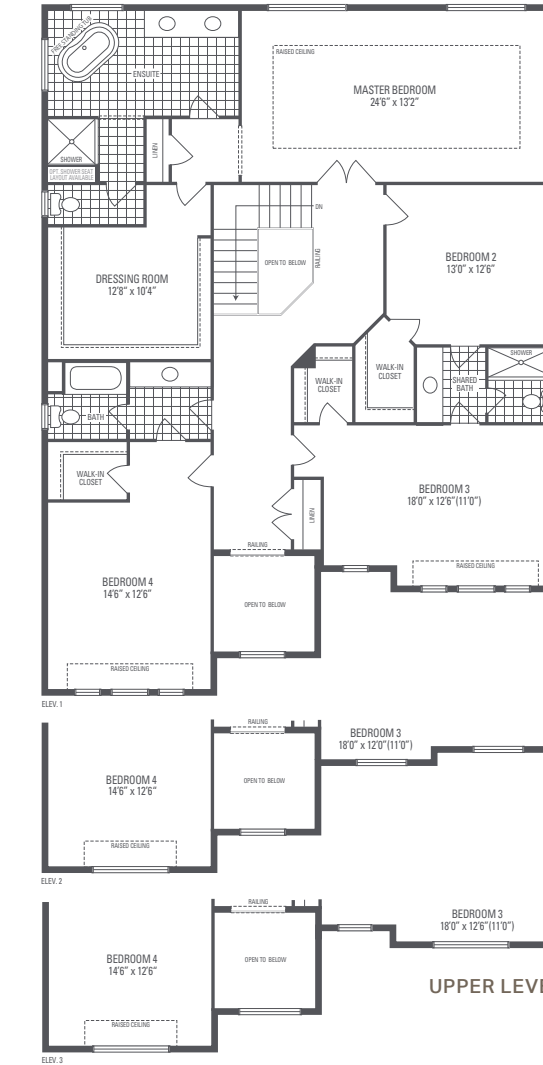 FREE STANDING TUB
ENSUITE
RAISED CEILING
MASTER BEDROOM
24'6" x 13'2"
SHOWER
OPT. SHOWER SEAT
LAYOUT AVAILABLE
LINEN
DN
OPEN TO BELOW
RAILING
BEDROOM 2
13'0" x 12'6"
DRESSING ROOM
12'8" x 10'4"
WALK-IN
CLOSET
WALK-IN
CLOSET
SHOWER
SHARED
BATH
BATH
WALK-IN
CLOSET
BEDROOM 3
18'0" x 12'6"(11'0")
LINEN
RAILING
RAISED CEILING
BEDROOM 4
14'6" x 12'6"
OPEN TO BELOW
RAISED CEILING
ELEV. 1
RAILING
BEDROOM 3
18'0" x 12'0"(11'0")
BEDROOM 4
14'6" x 12'6"
OPEN TO BELOW
RAISED CEILING
ELEV. 2
RAILING
BEDROOM 3
18'0" x 12'6"(11'0")
BEDROOM 4
14'6" x 12'6"
OPEN TO BELOW
UPPER LEVE
RAISED CEILING
ELEV. 3